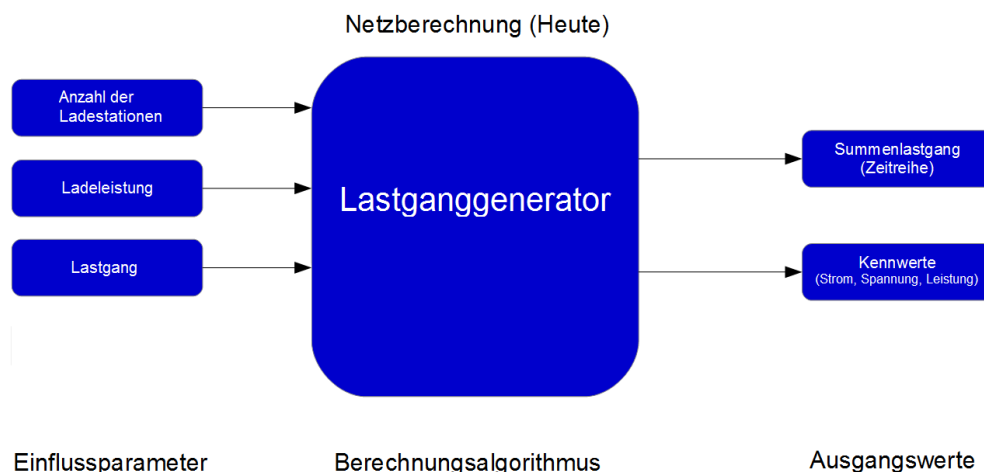 Netzberechnung (Heute)
Anzahl der
Ladestationen
Ladeleistung
Lastgang
Lastganggenerator
Summenlastgang
(Zeitreihe)
Kennwerte
(Strom, Spannung, Leistung)
Einflussparameter
Berechnungsalgorithmus
Ausgangswerte